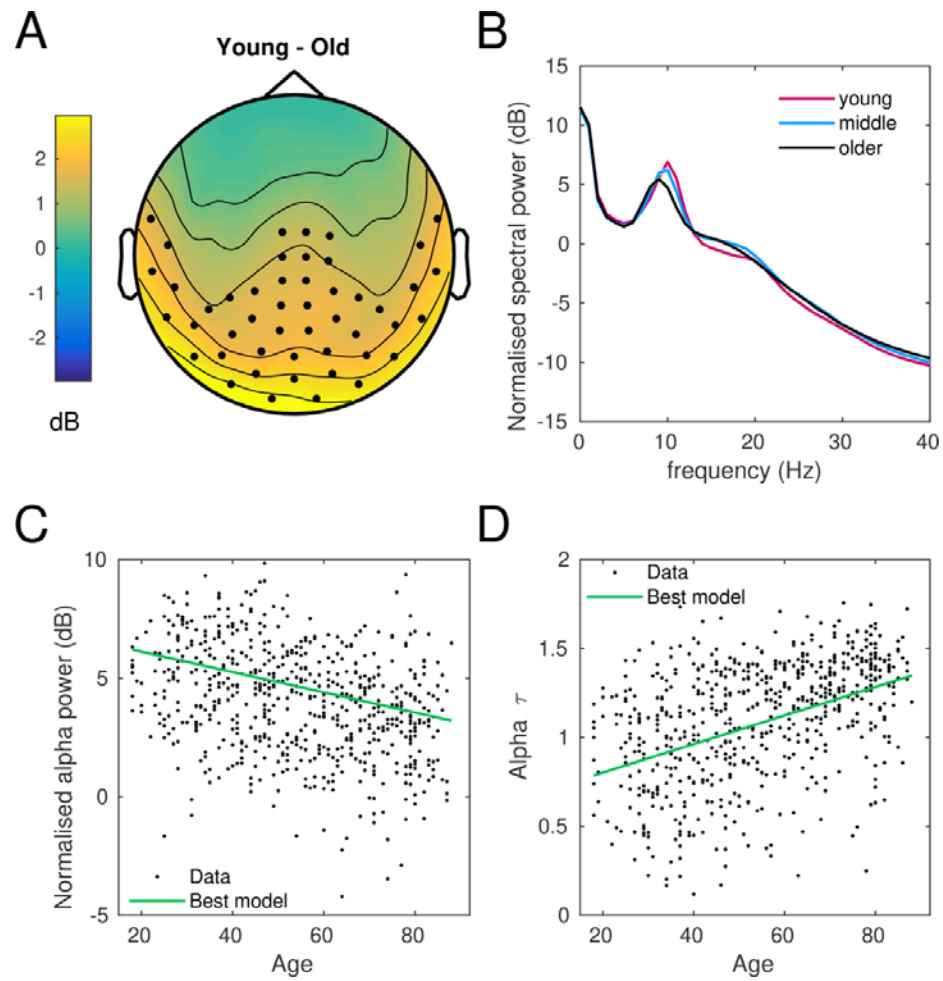 A
Young - Old
2
1
0
-1
-2
dB
B
15
10
5
0
-5
-10
-15
0
10
20
30
40
Normalised spectral power (dB)
frequency (Hz)
young
middle
older
C
10
5
0
-5
20
40
60
80
Normalised alpha power (dB)
Age
Data
Best model
D
2
1.5
1
0.5
0
20
40
60
80
Alpha τ
Age
Data
Best model